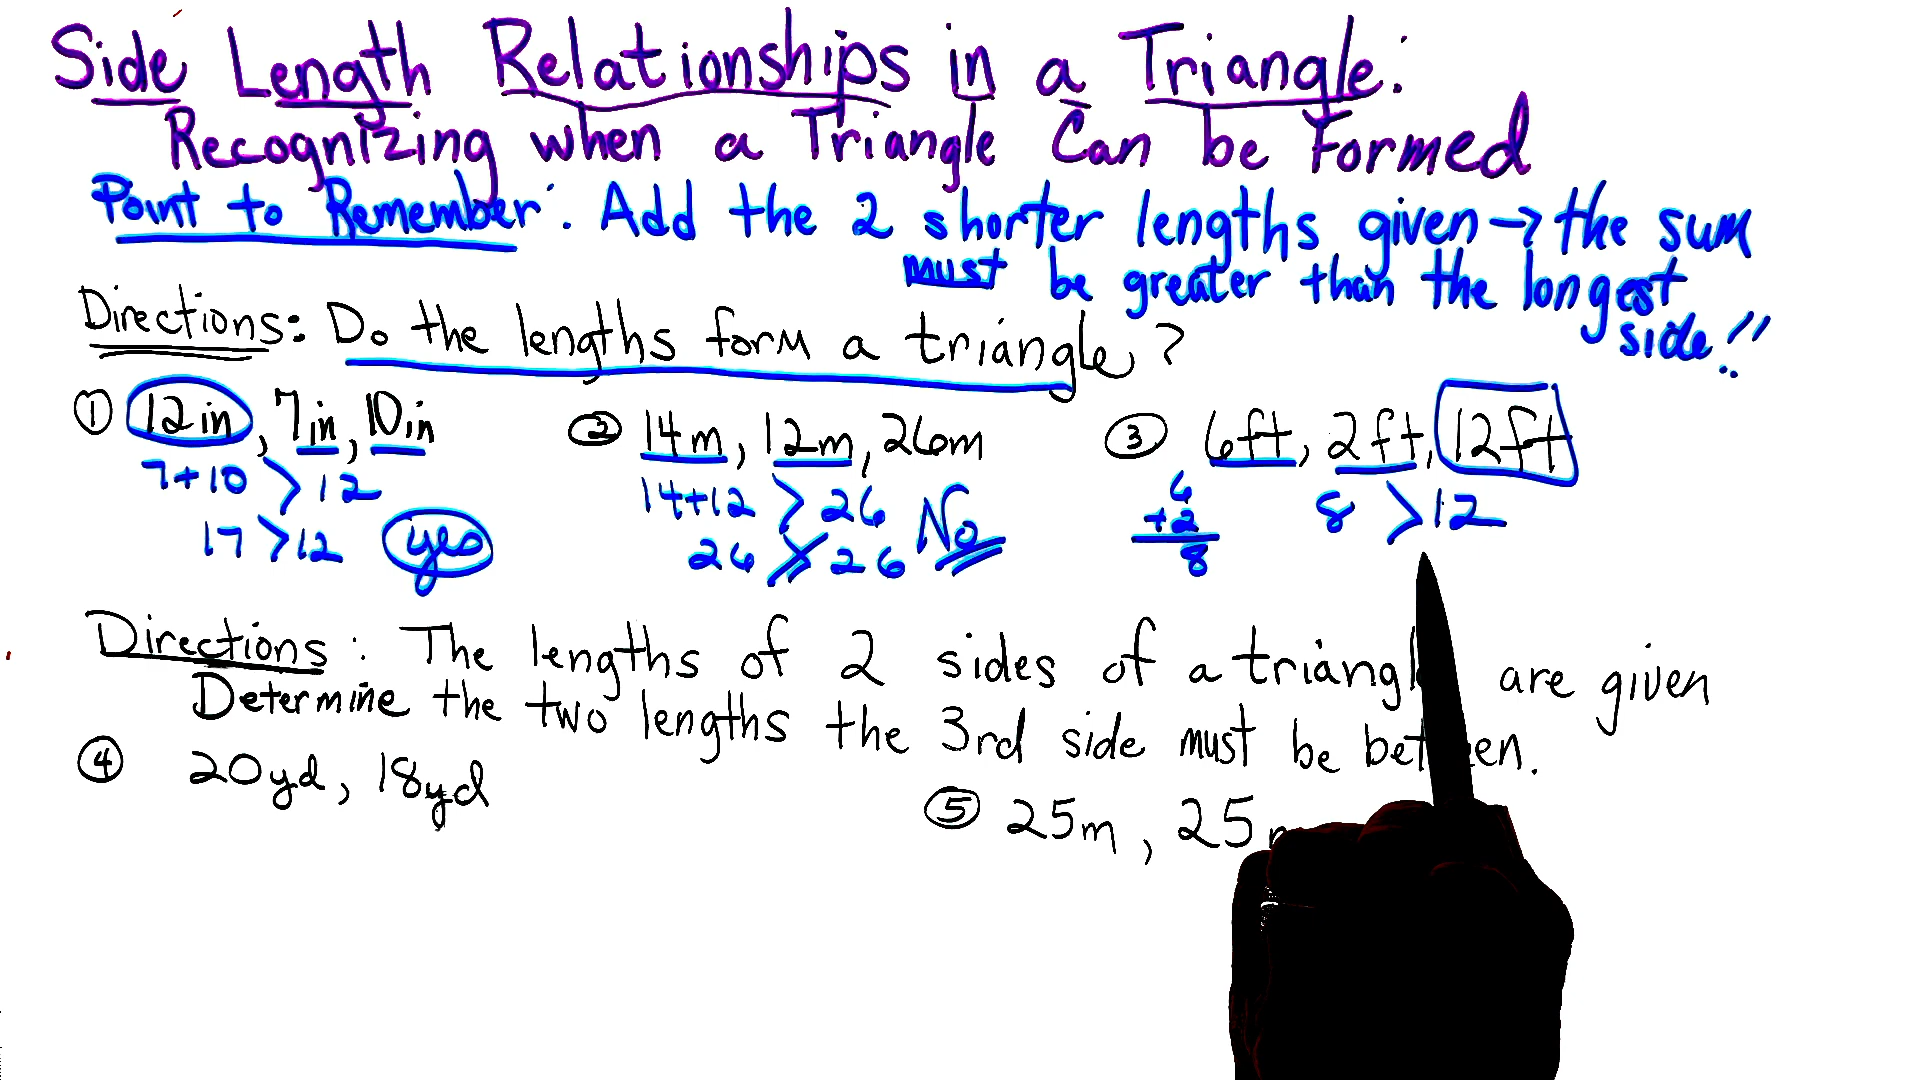 Side Length Relationships in a Triangle:
Recognizing when a Triangle Can be Formed
Point to Remember: Add the 2 shorter lengths given → the sum
must be greater than the longest
side!!
Directions: Do the lengths form a triangle?
① 12in, 7in, 10in
7+10 > 12
17 > 12 yes
② 14m, 12m, 26m
14+12 > 26
26 ≯ 26 No
③ 6ft, 2ft, 12ft
6
+2
8
8 > 12
Directions: The lengths of 2 sides of a triangl are given
Determine the two lengths the 3rd side must be bet en.
④ 20yd, 18yd
⑤ 25m, 25